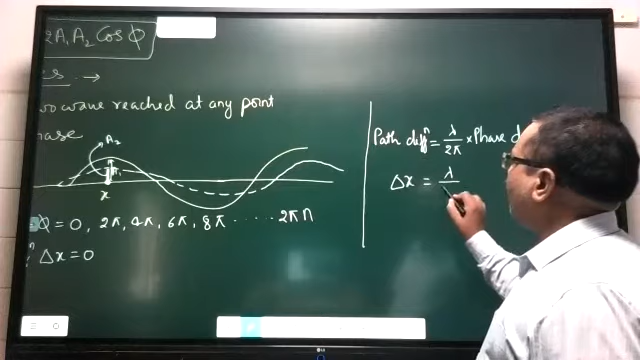 2A₁A₂ Cos ϕ
→
wave reached at any point
A₂
x
ϕ = 0, 2π, 4π, 6π, 8π ..... 2πn
Δx = 0
Path diffⁿ = λ/2π × Phase d
Δx = λ
LG